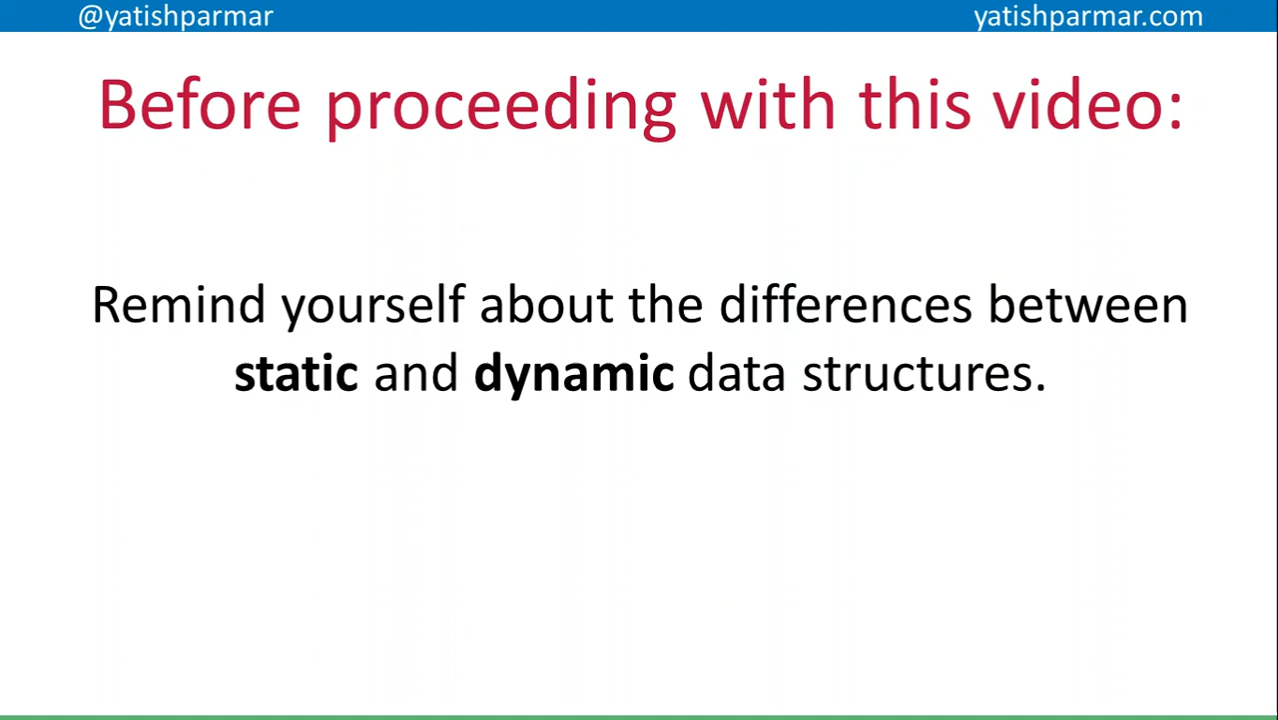 @yatishparmar
yatishparmar.com
Before proceeding with this video:
Remind yourself about the differences between
static and dynamic data structures.